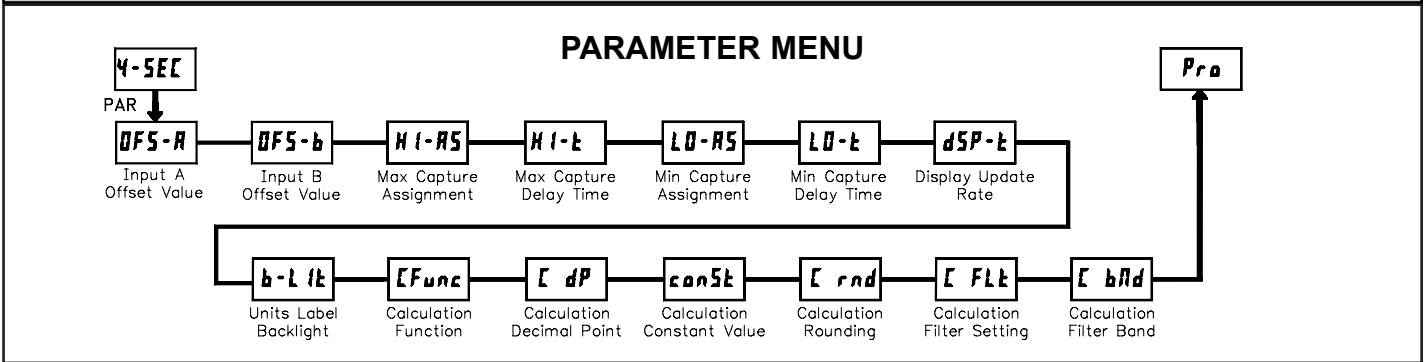 PARAMETER MENU
4-SEC
Pro
PAR
OFS-A
OFS-b
HI-AS
HI-t
LO-AS
LO-t
dSP-t
Input A
Offset Value
Input B
Offset Value
Max Capture
Assignment
Max Capture
Delay Time
Min Capture
Assignment
Min Capture
Delay Time
Display Update
Rate
b-LIt
CFunc
C dP
conSt
C rnd
C FLt
C bNd
Units Label
Backlight
Calculation
Function
Calculation
Decimal Point
Calculation
Constant Value
Calculation
Rounding
Calculation
Filter Setting
Calculation
Filter Band